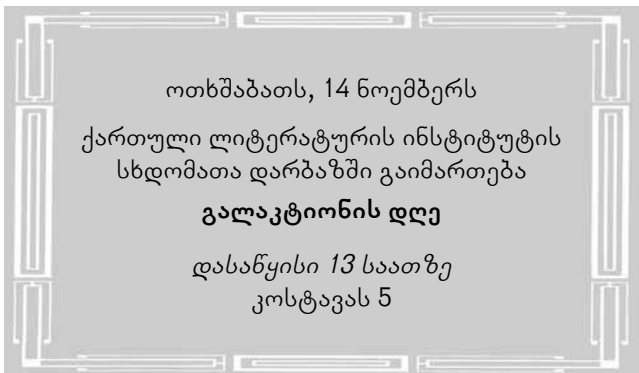 ოთხშაბათს, 14 ნოემბერს
ქართული ლიტერატურის ინსტიტუტის
სხდომათა დარბაზში გაიმართება
გალაკტიონის დღე
დასაწყისი 13 საათზე
კოსტავას 5